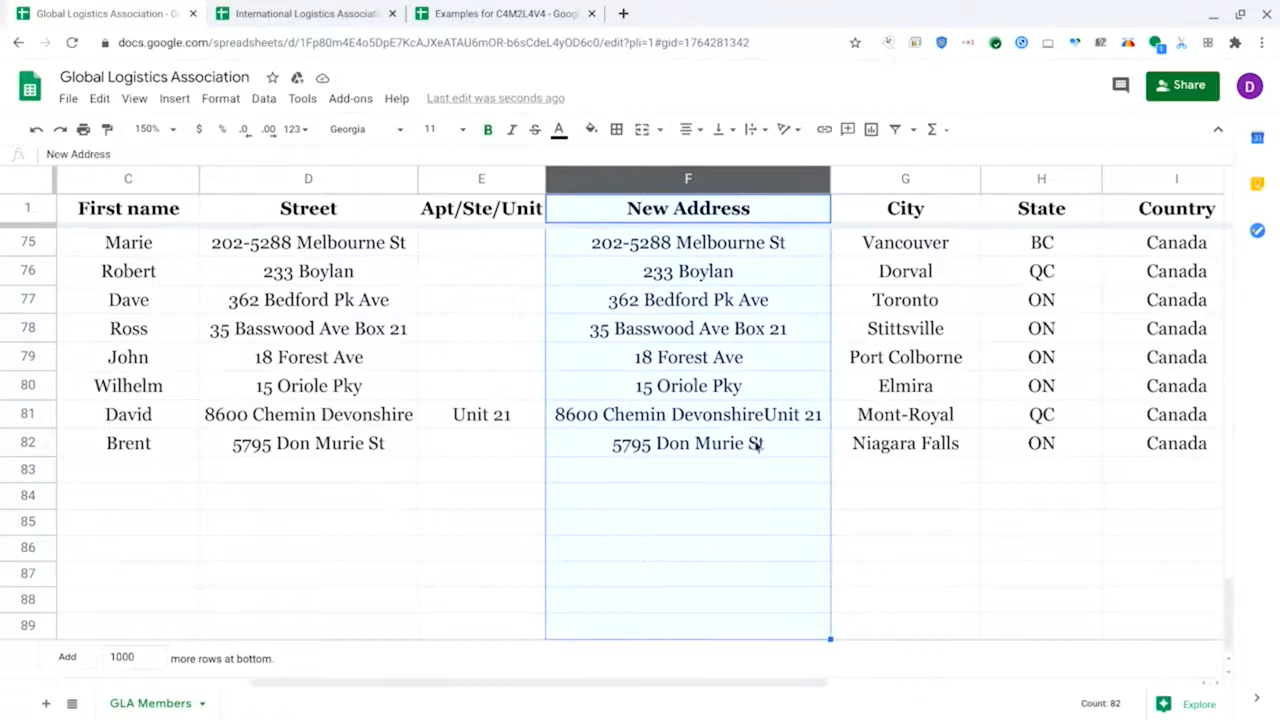 Global Logistics Association - G
International Logistics Associati
Examples for C4M2L4V4 - Goog
docs.google.com/spreadsheets/d/1Fp80m4E4o5DpE7KcAJXeATAU6mOR-b6sCdeL4yOD6c0/edit?pli=1#gid=1764281342
Global Logistics Association
File Edit View Insert Format Data Tools Add-ons Help Last edit was seconds ago
Share
D
150% $ % .0 .00 123 Georgia 11 B I S A
fx New Address
C D E F G H I
1 First name Street Apt/Ste/Unit New Address City State Country
75 Marie 202-5288 Melbourne St 202-5288 Melbourne St Vancouver BC Canada
76 Robert 233 Boylan 233 Boylan Dorval QC Canada
77 Dave 362 Bedford Pk Ave 362 Bedford Pk Ave Toronto ON Canada
78 Ross 35 Basswood Ave Box 21 35 Basswood Ave Box 21 Stittsville ON Canada
79 John 18 Forest Ave 18 Forest Ave Port Colborne ON Canada
80 Wilhelm 15 Oriole Pky 15 Oriole Pky Elmira ON Canada
81 David 8600 Chemin Devonshire Unit 21 8600 Chemin DevonshireUnit 21 Mont-Royal QC Canada
82 Brent 5795 Don Murie St 5795 Don Murie St Niagara Falls ON Canada
83
84
85
86
87
88
89
Add 1000 more rows at bottom.
GLA Members
Count: 82
Explore